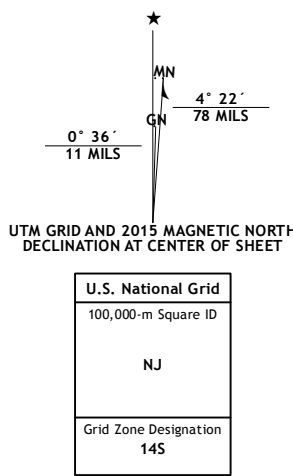 ★
MN
4° 22´
78 MILS
GN
0° 36´
11 MILS
UTM GRID AND 2015 MAGNETIC NORTH
DECLINATION AT CENTER OF SHEET
U.S. National Grid
100,000-m Square ID
NJ
Grid Zone Designation
14S